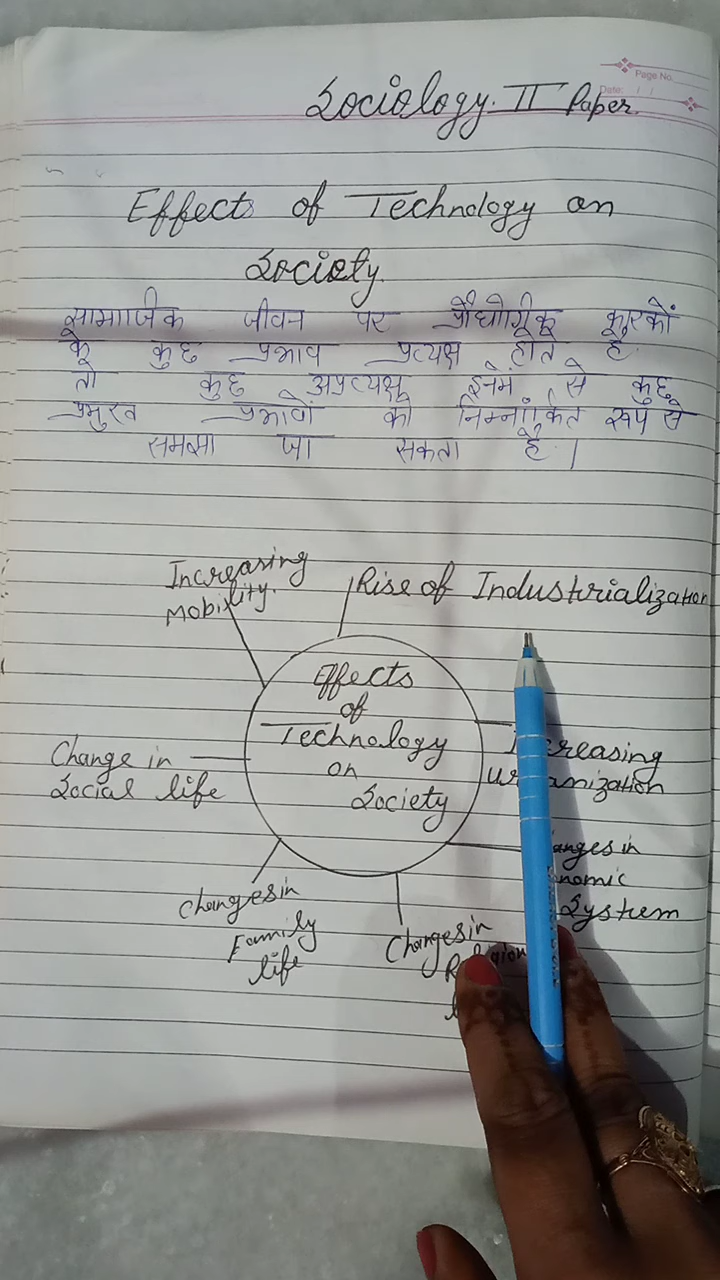 Page No.
Date: / /
Sociology. II Paper.
Effects of Technology on
Society.
सामाजिक जीवन पर प्रौद्योगिक कारकों
के कुछ प्रभाव प्रत्यक्ष होते है
तो कुछ अप्रत्यक्ष इनमें से कुछ
प्रमुख प्रभावों को निम्नांकित रूप से
समझा जा सकता है।
Increasing
Mobility.
Rise of Industrialization
Effects
of
Technology
on
Society
Change in
Social life
Changes in
Family
life
Changes in
System